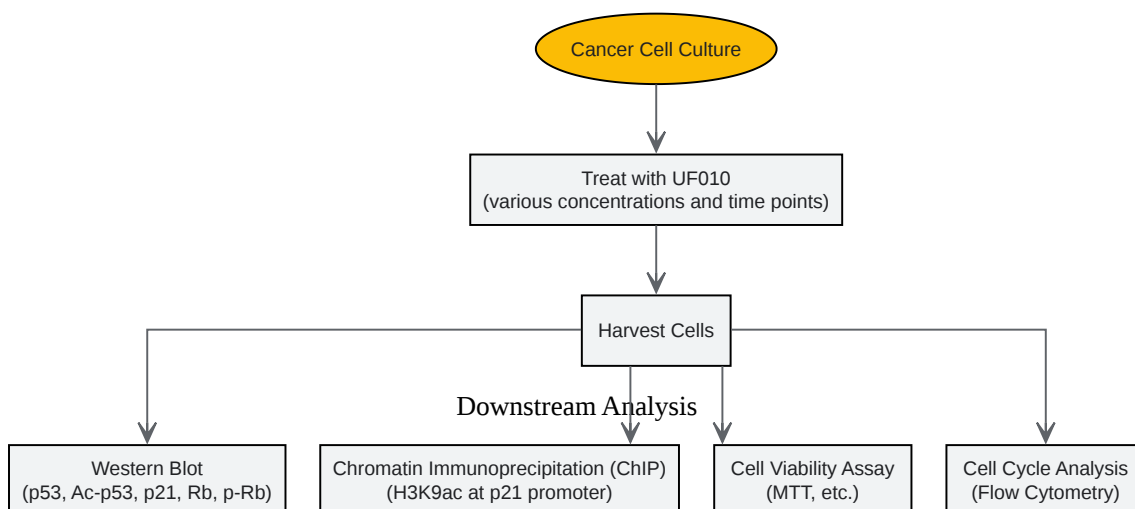 Cancer Cell Culture
Treat with UF010
(various concentrations and time points)
Harvest Cells
Downstream Analysis
Western Blot
(p53, Ac-p53, p21, Rb, p-Rb)
Chromatin Immunoprecipitation (ChIP)
(H3K9ac at p21 promoter)
Cell Viability Assay
(MTT, etc.)
Cell Cycle Analysis
(Flow Cytometry)